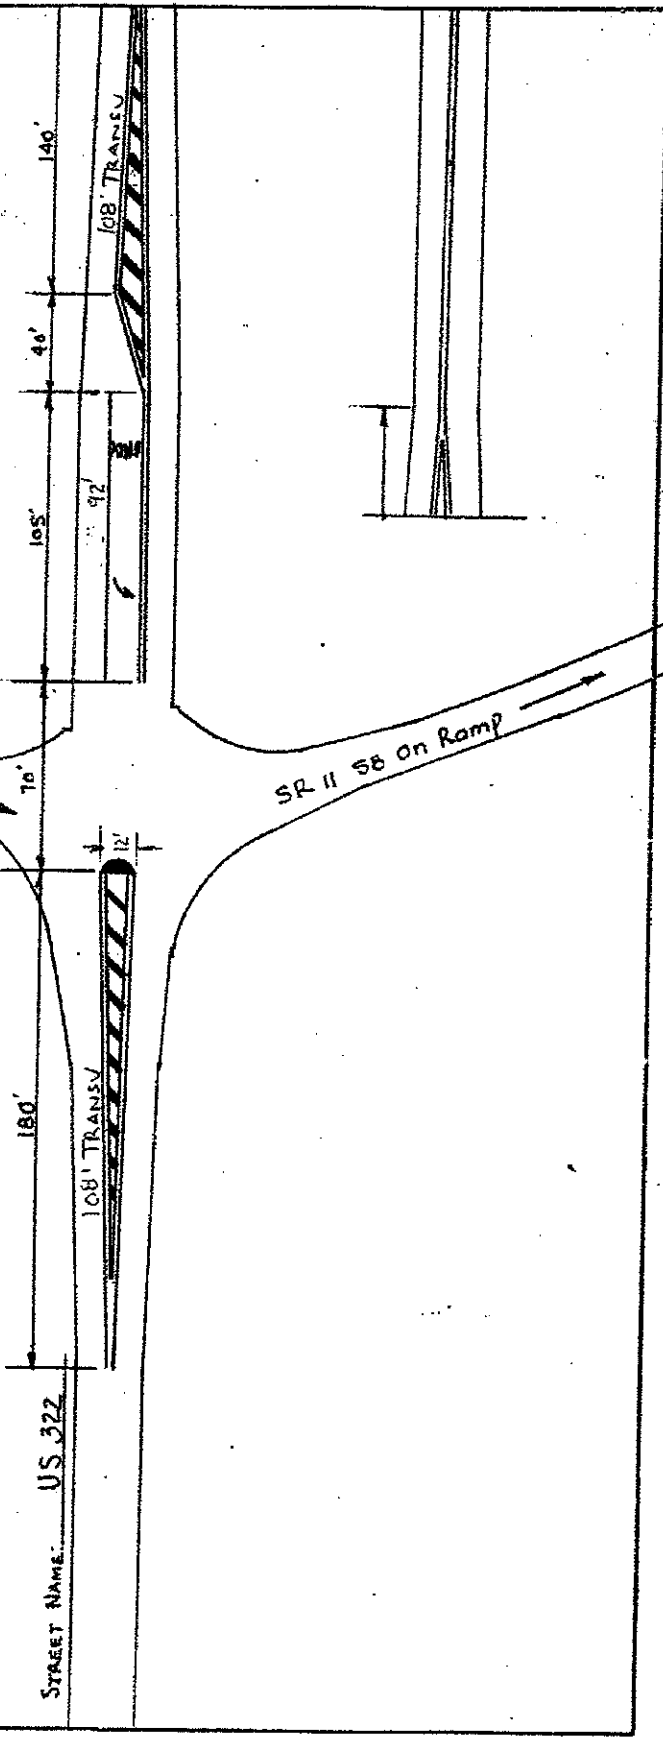 STREET NAME: US 322
180'
108' TRANSV
12'
70'
SR 11 SB On Ramp
105'
92'
40'
108' TRANSV
140'